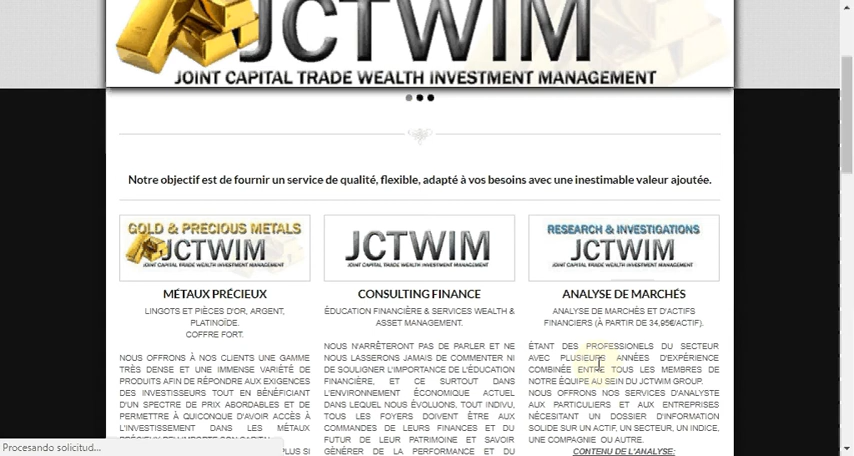 JCTWIM
JOINT CAPITAL TRADE WEALTH INVESTMENT MANAGEMENT
Notre objectif est de fournir un service de qualité, flexible, adapté à vos besoins avec une inestimable valeur ajoutée.
GOLD & PRECIOUS METALS
JCTWIM
JOINT CAPITAL TRADE WEALTH INVESTMENT MANAGEMENT
MÉTAUX PRÉCIEUX
LINGOTS ET PIÈCES D'OR, ARGENT,
PLATINOÏDE.
COFFRE FORT.
NOUS OFFRONS À NOS CLIENTS UNE GAMME
TRÈS DENSE ET UNE IMMENSE VARIÉTÉ DE
PRODUITS AFIN DE RÉPONDRE AUX EXIGENCES
DES INVESTISSEURS TOUT EN BÉNÉFICIANT
D'UN SPECTRE DE PRIX ABORDABLES ET DE
PERMETTRE À QUICONQUE D'AVOIR ACCÈS À
L'INVESTISSEMENT DANS LES MÉTAUX
PLUS SI
JCTWIM
JOINT CAPITAL TRADE WEALTH INVESTMENT MANAGEMENT
CONSULTING FINANCE
ÉDUCATION FINANCIÈRE & SERVICES WEALTH &
ASSET MANAGEMENT.
NOUS N'ARRÊTERONT PAS DE PARLER ET NE
NOUS LASSERONS JAMAIS DE COMMENTER NI
DE SOULIGNER L'IMPORTANCE DE L'ÉDUCATION
FINANCIÈRE, ET CE SURTOUT DANS
L'ENVIRONNEMENT ÉCONOMIQUE ACTUEL
DANS LEQUEL NOUS ÉVOLUONS, TOUT INDIVU,
TOUS LES FOYERS DOIVENT ÊTRE AUX
COMMANDES DE LEURS FINANCES ET DU
FUTUR DE LEUR PATRIMOINE ET SAVOIR
GÉNÉRER DE LA PERFORMANCE ET DU
RESEARCH & INVESTIGATIONS
JCTWIM
JOINT CAPITAL TRADE WEALTH INVESTMENT MANAGEMENT
ANALYSE DE MARCHÉS
ANALYSE DE MARCHÉS ET D'ACTIFS
FINANCIERS (À PARTIR DE 34,95€/ACTIF).
ÉTANT DES PROFESSIONELS DU SECTEUR
AVEC PLUSIEURS ANNÉES D'EXPÉRIENCE
COMBINÉE ENTRE TOUS LES MEMBRES DE
NOTRE ÉQUIPE AU SEIN DU JCTWIM GROUP.
NOUS OFFRONS NOS SERVICES D'ANALYSTE
AUX PARTICULIERS ET AUX ENTREPRISES
NÉCESITANT UN DOSSIER D'INFORMATION
SOLIDE SUR UN ACTIF, UN SECTEUR, UN INDICE,
UNE COMPAGNIE OU AUTRE.
CONTENU DE L'ANALYSE:
Procesando solicitud...